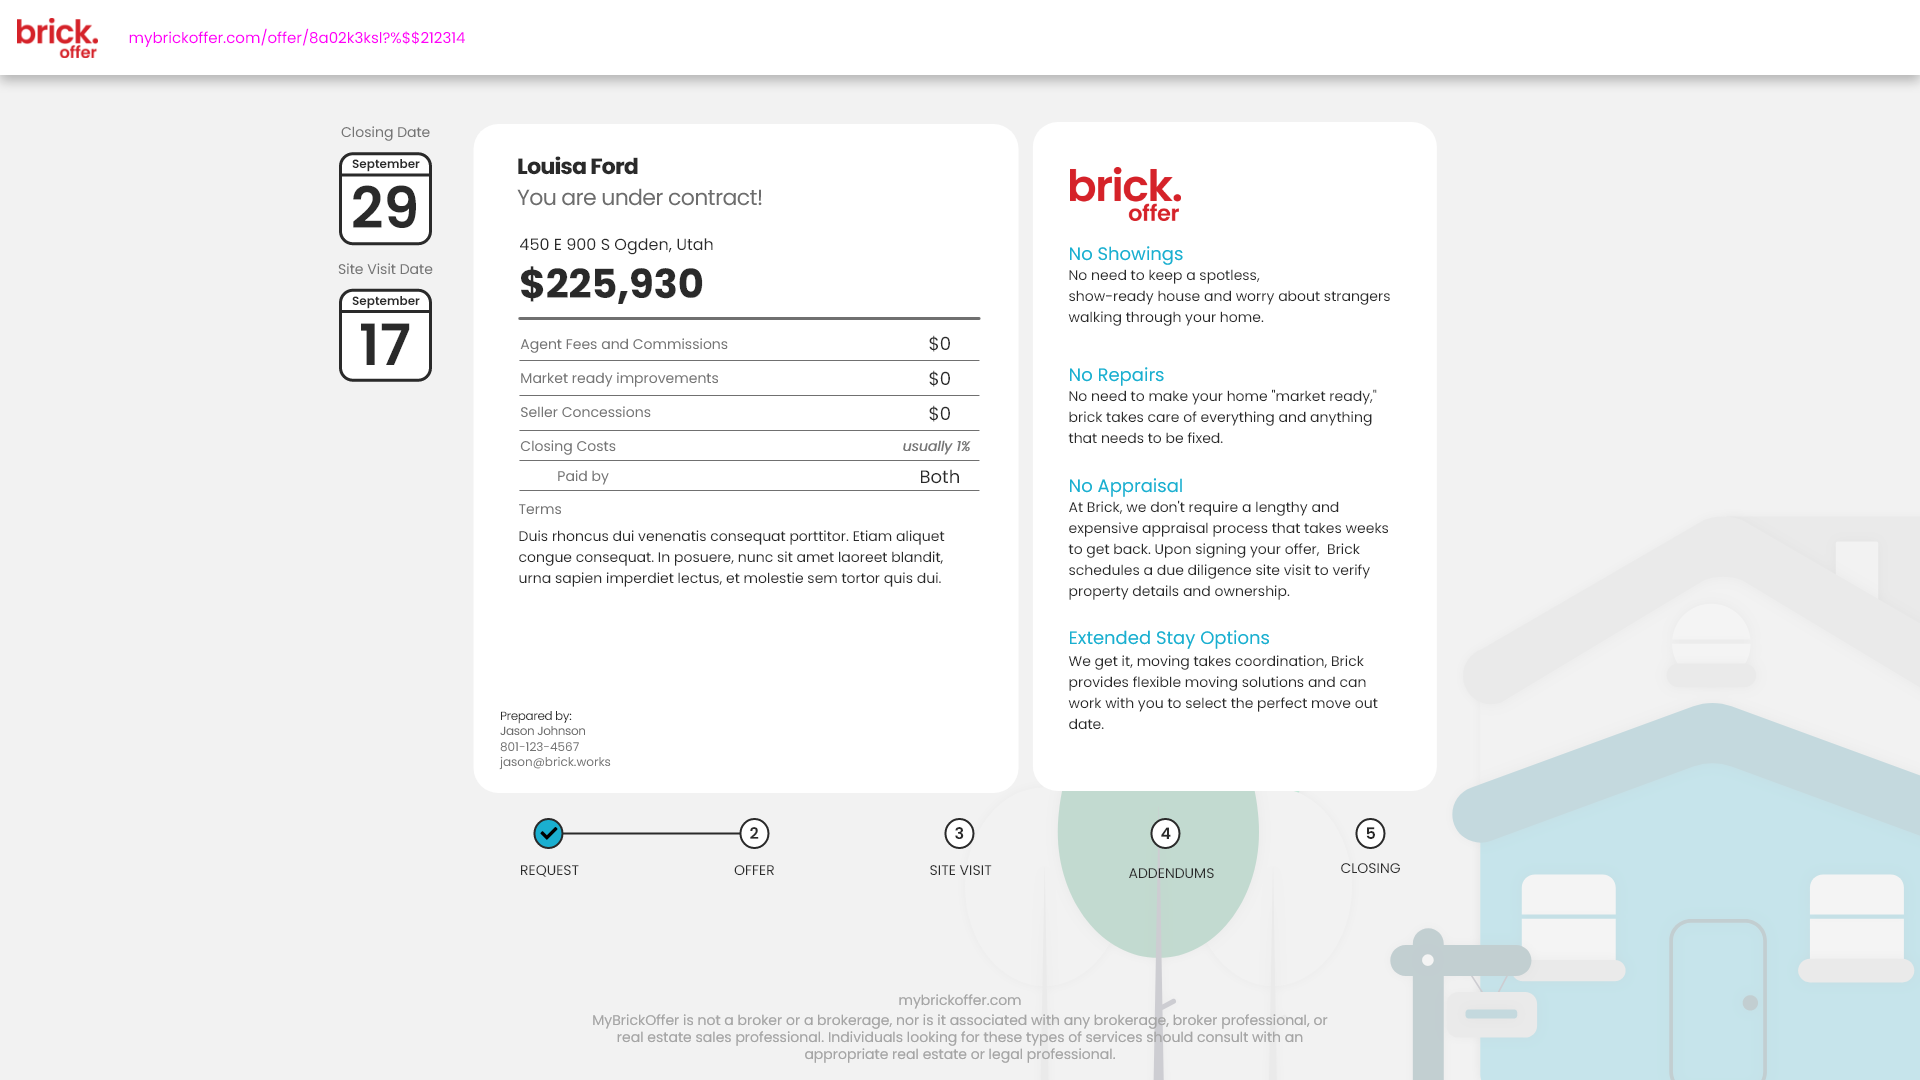 brick.
offer
mybrickoffer.com/offer/8a02k3ksl?%$$212314
Closing Date
September
29
Site Visit Date
September
17
Louisa Ford
You are under contract!
450 E 900 S Ogden, Utah
$225,930
Agent Fees and Commissions $0
Market ready improvements $0
Seller Concessions $0
Closing Costs usually 1%
Paid by Both
Terms
Duis rhoncus dui venenatis consequat porttitor. Etiam aliquet
congue consequat. In posuere, nunc sit amet laoreet blandit,
urna sapien imperdiet lectus, et molestie sem tortor quis dui.
Prepared by:
Jason Johnson
801-123-4567
jason@brick.works
brick.
offer
No Showings
No need to keep a spotless,
show-ready house and worry about strangers
walking through your home.
No Repairs
No need to make your home "market ready,"
brick takes care of everything and anything
that needs to be fixed.
No Appraisal
At Brick, we don't require a lengthy and
expensive appraisal process that takes weeks
to get back. Upon signing your offer, Brick
schedules a due diligence site visit to verify
property details and ownership.
Extended Stay Options
We get it, moving takes coordination, Brick
provides flexible moving solutions and can
work with you to select the perfect move out
date.
2 3 4 5
REQUEST OFFER SITE VISIT ADDENDUMS CLOSING
mybrickoffer.com
MyBrickOffer is not a broker or a brokerage, nor is it associated with any brokerage, broker professional, or
real estate sales professional. Individuals looking for these types of services should consult with an
appropriate real estate or legal professional.